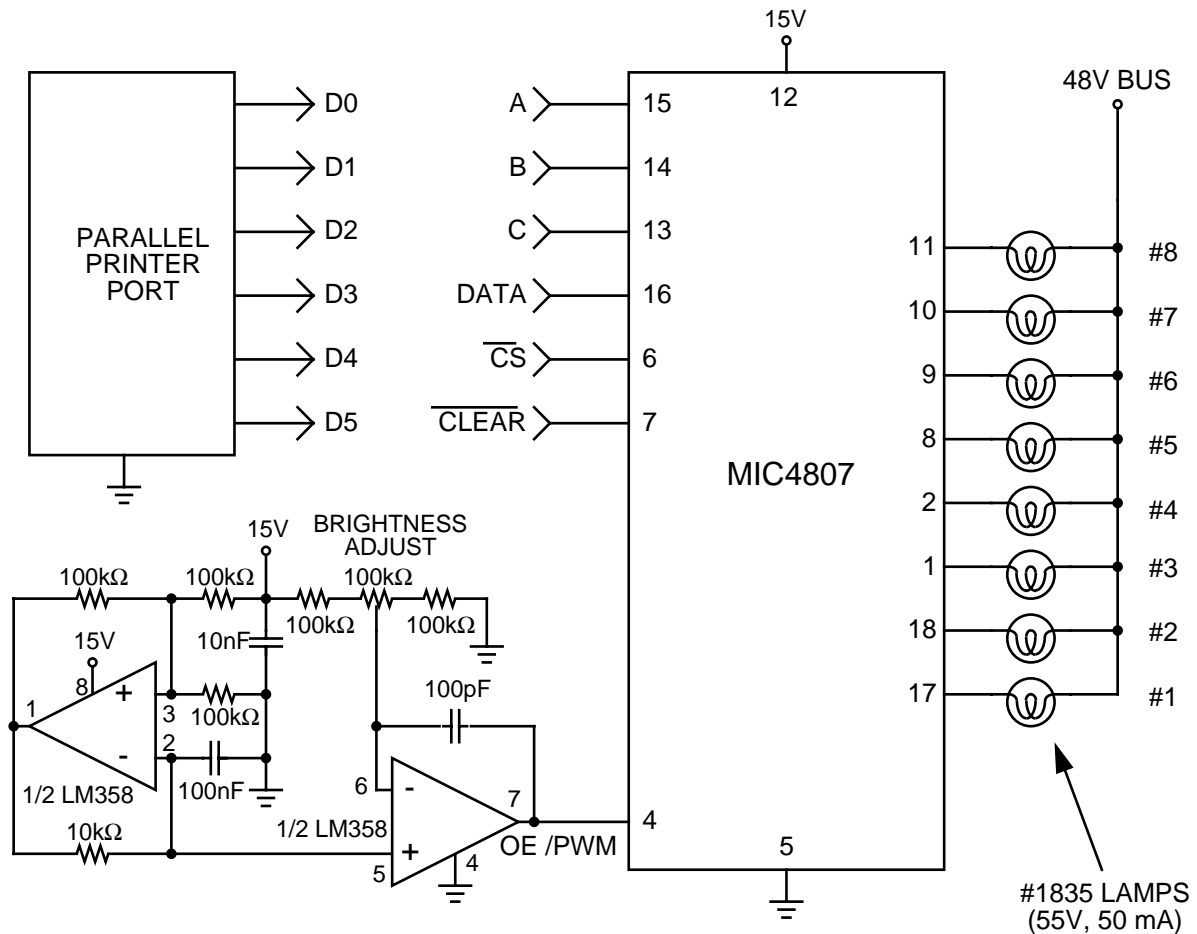 15V
12
48V BUS
PARALLEL
PRINTER
PORT
D0
D1
D2
D3
D4
D5
A
B
C
DATA
CS
CLEAR
15
14
13
16
6
7
MIC4807
11
10
9
8
2
1
18
17
#8
#7
#6
#5
#4
#3
#2
#1
15V
BRIGHTNESS
ADJUST
100kΩ
100kΩ
100kΩ
100kΩ
100kΩ
10nF
15V
8
1
+
3
100kΩ
2
-
100nF
1/2 LM358
10kΩ
100pF
6
-
7
1/2 LM358
+
5
4
OE /PWM
4
5
#1835 LAMPS
(55V, 50 mA)